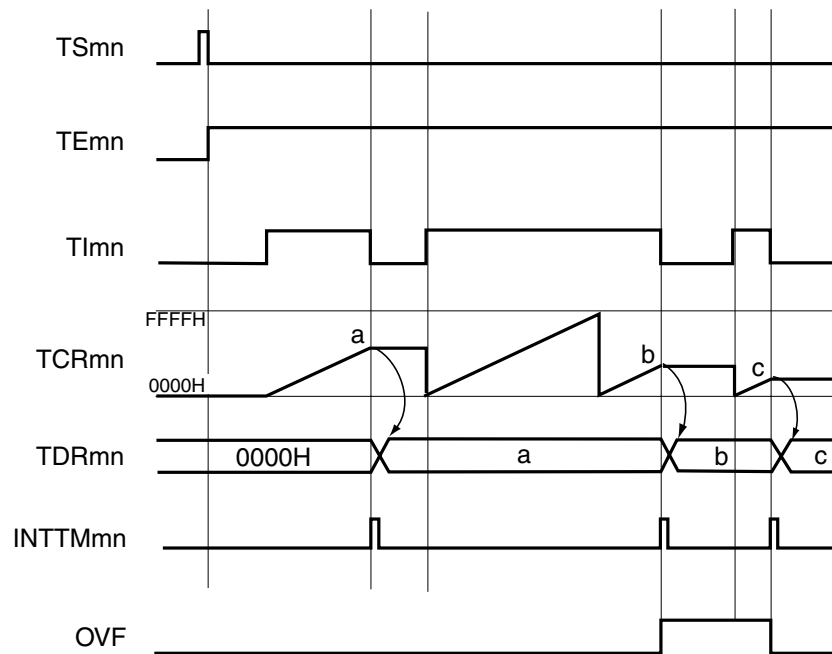 TSmn
TEmn
TImn
FFFFH
a
b
c
TCRmn
0000H
TDRmn
0000H
a
b
c
INTTMmn
OVF